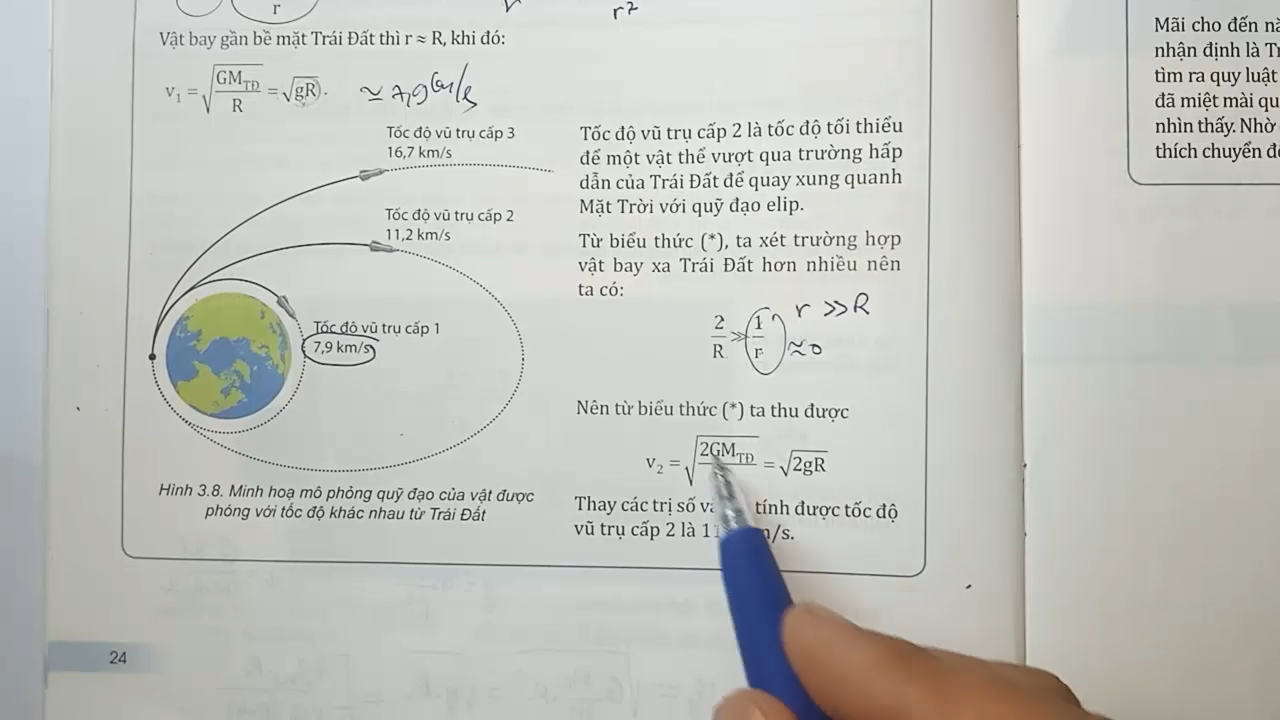 r
r²
Vật bay gần bề mặt Trái Đất thì r ≈ R, khi đó:
v₁ = √(GM_TĐ / R) = √gR. ≃ 7,9 km/s
Tốc độ vũ trụ cấp 3
16,7 km/s
Tốc độ vũ trụ cấp 2
11,2 km/s
Tốc độ vũ trụ cấp 1
7,9 km/s
Hình 3.8. Minh hoạ mô phỏng quỹ đạo của vật được
phóng với tốc độ khác nhau từ Trái Đất
Tốc độ vũ trụ cấp 2 là tốc độ tối thiểu
để một vật thể vượt qua trường hấp
dẫn của Trái Đất để quay xung quanh
Mặt Trời với quỹ đạo elip.
Từ biểu thức (*), ta xét trường hợp
vật bay xa Trái Đất hơn nhiều nên
ta có:
2/R ≫ 1/r ≈ 0 r ≫ R
Nên từ biểu thức (*) ta thu được
v₂ = √2GM_TĐ = √2gR
Thay các trị số tính được tốc độ
vũ trụ cấp 2 là m/s.
24
Mãi cho đến
nhận định là
tìm ra quy luật
đã miệt mài
nhìn thấy. Nhờ
thích chuyển